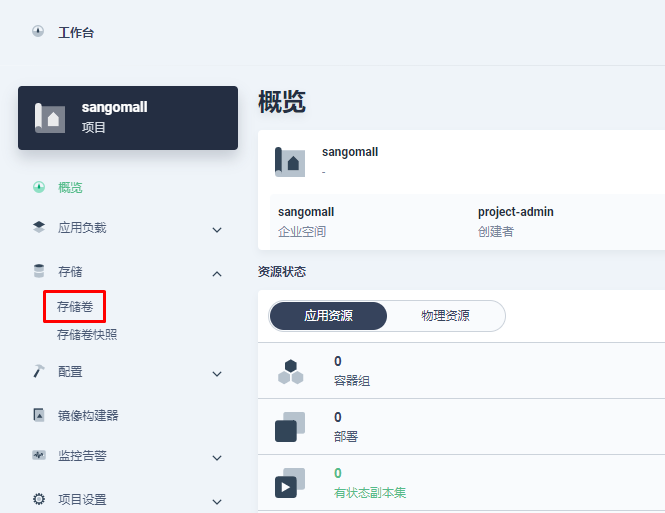 工作台
sangomall
项目
概览
应用负载
存储
存储卷
存储卷快照
配置
镜像构建器
监控告警
项目设置
概览
sangomall
-
sangomall
企业空间
project-admin
创建者
资源状态
应用资源
物理资源
0
容器组
0
部署
0
有状态副本集